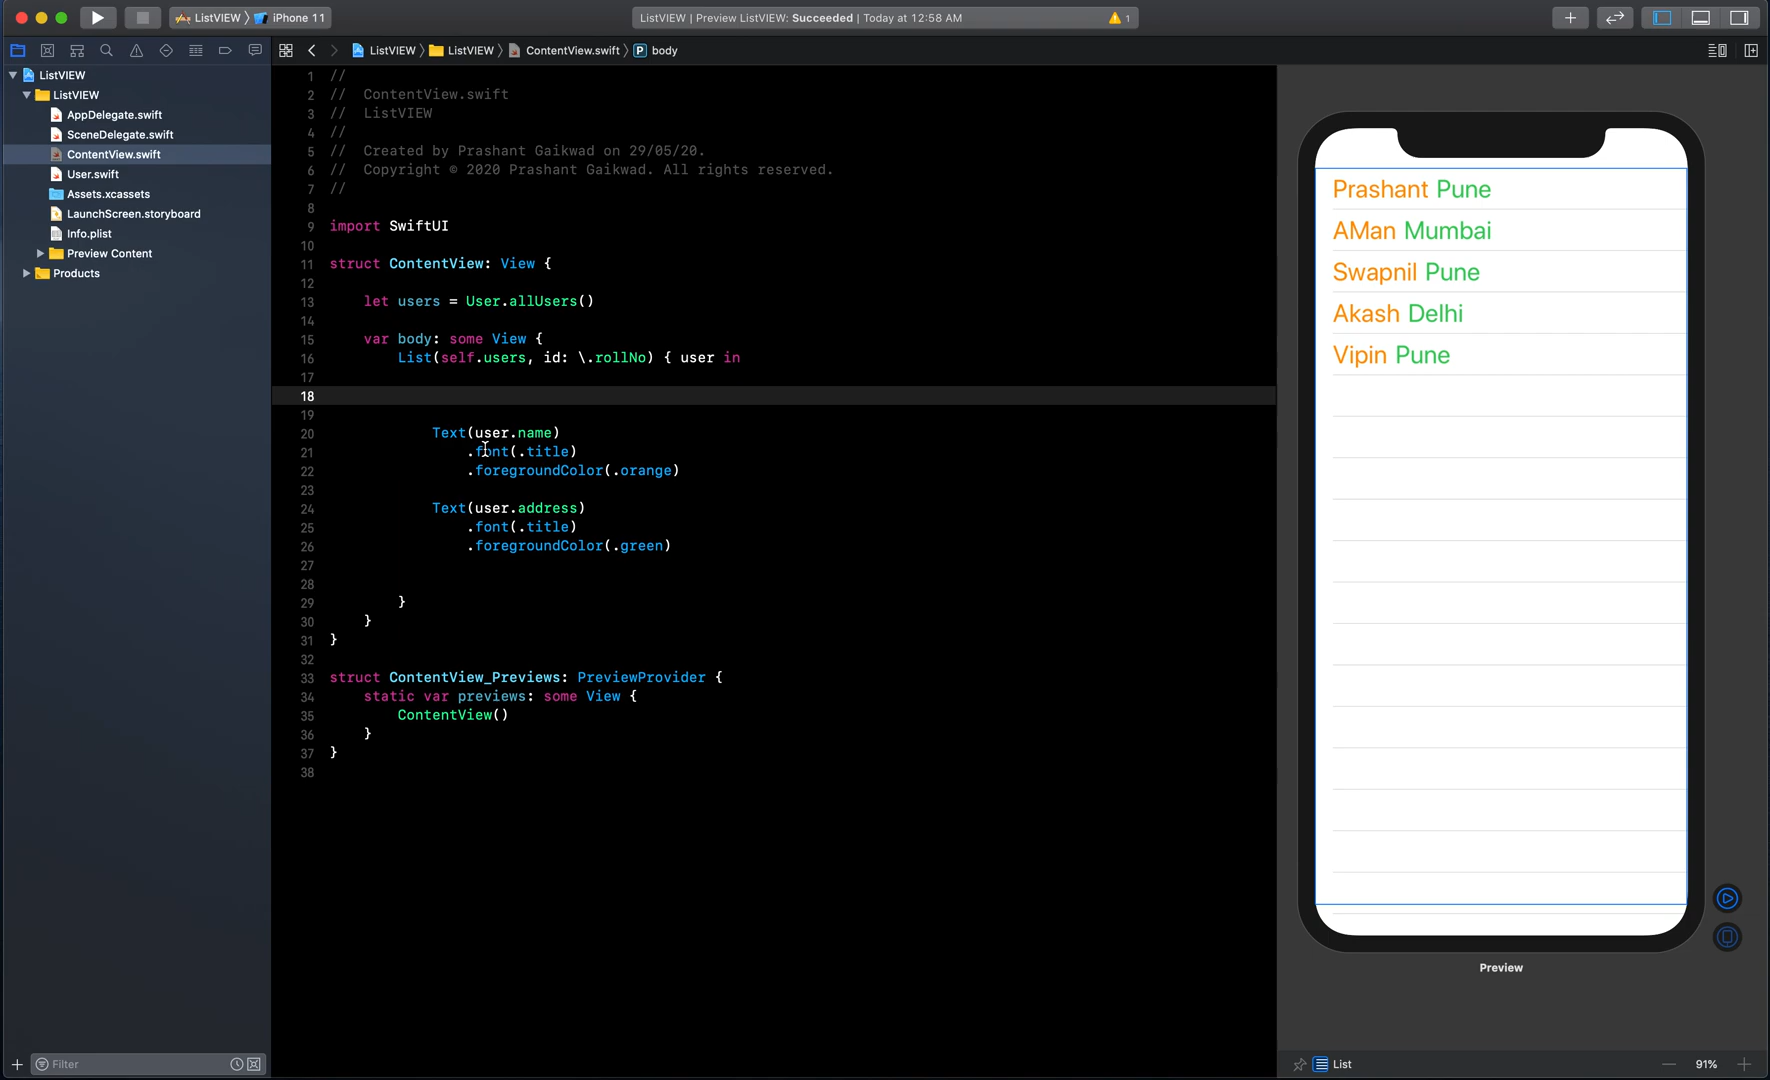 ListVIEW 〉 iPhone 11
ListVIEW | Preview ListVIEW: Succeeded | Today at 12:58 AM
1
ListVIEW 〉 ListVIEW 〉 ContentView.swift 〉 P body
ListVIEW
ListVIEW
AppDelegate.swift
SceneDelegate.swift
ContentView.swift
User.swift
Assets.xcassets
LaunchScreen.storyboard
Info.plist
Preview Content
Products
Filter
1 //
2 //  ContentView.swift
3 //  ListVIEW
4 //
5 //  Created by Prashant Gaikwad on 29/05/20.
6 //  Copyright © 2020 Prashant Gaikwad. All rights reserved.
7 //
8
9 import SwiftUI
10
11 struct ContentView: View {
12
13     let users = User.allUsers()
14
15     var body: some View {
16         List(self.users, id: \.rollNo) { user in
17
18
19
20             Text(user.name)
21                 .font(.title)
22                 .foregroundColor(.orange)
23
24             Text(user.address)
25                 .font(.title)
26                 .foregroundColor(.green)
27
28
29         }
30     }
31 }
32
33 struct ContentView_Previews: PreviewProvider {
34     static var previews: some View {
35         ContentView()
36     }
37 }
38
Prashant Pune
AMan Mumbai
Swapnil Pune
Akash Delhi
Vipin Pune
Preview
List
91%